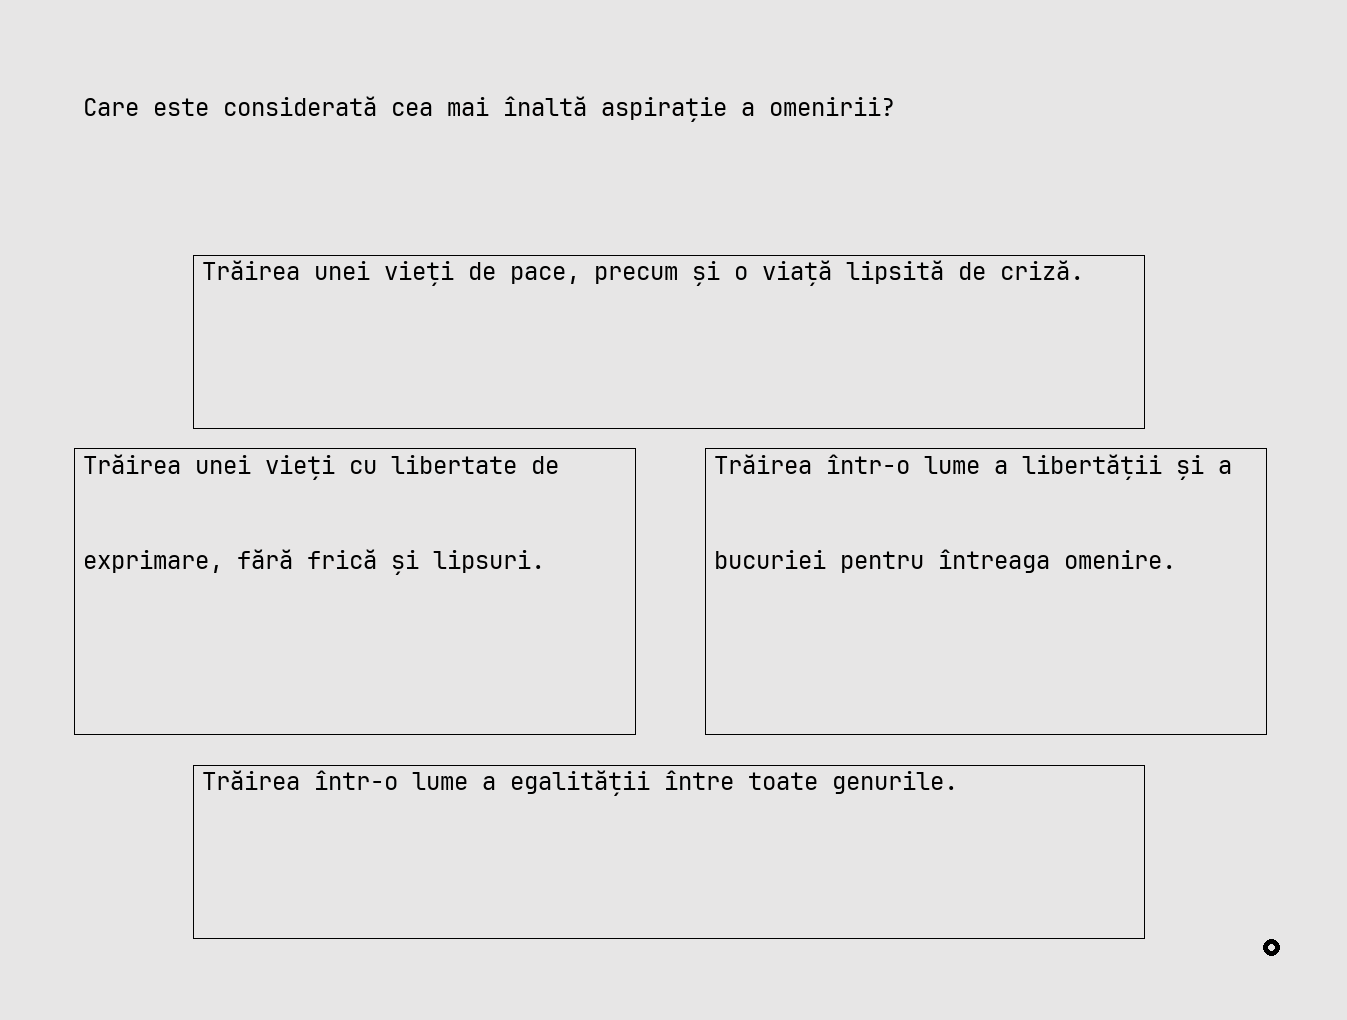 Care este considerată cea mai înaltă aspirație a omenirii?
Trăirea unei vieți de pace, precum și o viață lipsită de criză.
Trăirea unei vieți cu libertate de
exprimare, fără frică și lipsuri.
Trăirea într-o lume a libertății și a
bucuriei pentru întreaga omenire.
Trăirea într-o lume a egalității între toate genurile.